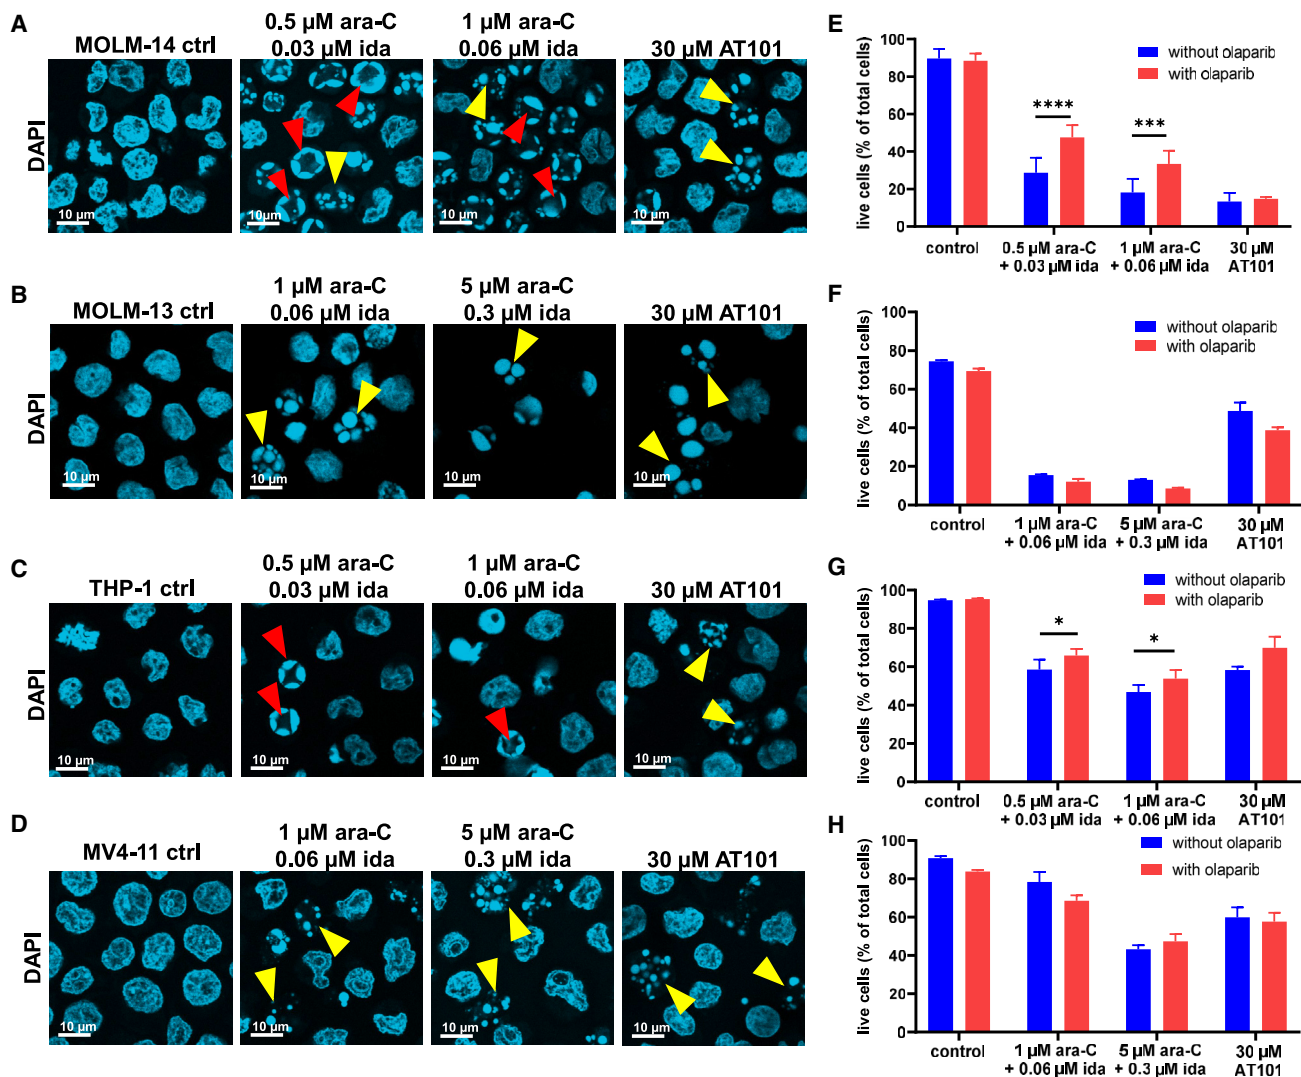 A
MOLM-14 ctrl
0.5 µM ara-C
0.03 µM ida
1 µM ara-C
0.06 µM ida
30 µM AT101
DAPI
10 µm
10 µm
10 µm
10 µm
B
MOLM-13 ctrl
1 µM ara-C
0.06 µM ida
5 µM ara-C
0.3 µM ida
30 µM AT101
DAPI
10 µm
10 µm
10 µm
10 µm
C
THP-1 ctrl
0.5 µM ara-C
0.03 µM ida
1 µM ara-C
0.06 µM ida
30 µM AT101
DAPI
10 µm
10 µm
10 µm
10 µm
D
MV4-11 ctrl
1 µM ara-C
0.06 µM ida
5 µM ara-C
0.3 µM ida
30 µM AT101
DAPI
10 µm
10 µm
10 µm
10 µm
E
live cells (% of total cells)
100
80
60
40
20
0
without olaparib
with olaparib
****
***
control
0.5 µM ara-C
+ 0.03 µM ida
1 µM ara-C
+ 0.06 µM ida
30 µM
AT101
F
live cells (% of total cells)
100
80
60
40
20
0
without olaparib
with olaparib
control
1 µM ara-C
+ 0.06 µM ida
5 µM ara-C
+ 0.3 µM ida
30 µM
AT101
G
live cells (% of total cells)
100
80
60
40
20
0
without olaparib
with olaparib
*
*
control
0.5 µM ara-C
+ 0.03 µM ida
1 µM ara-C
+ 0.06 µM ida
30 µM
AT101
H
live cells (% of total cells)
100
80
60
40
20
0
without olaparib
with olaparib
control
1 µM ara-C
+ 0.06 µM ida
5 µM ara-C
+ 0.3 µM ida
30 µM
AT101